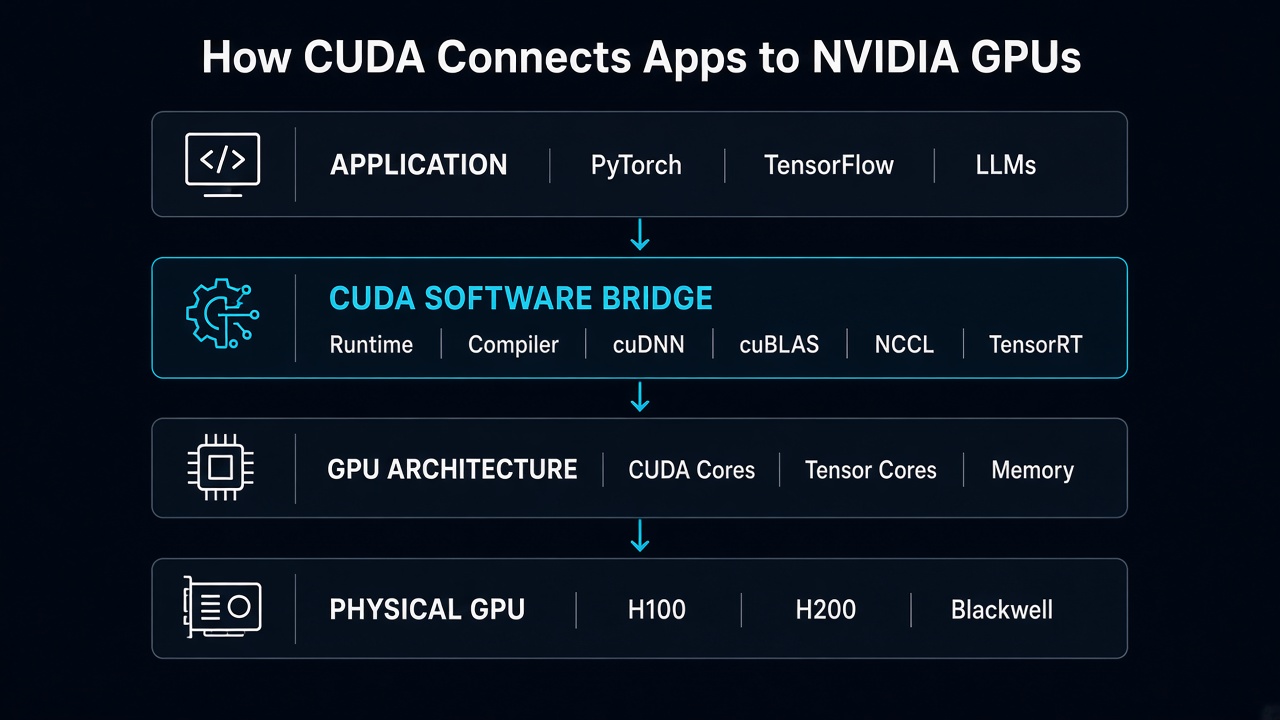 How CUDA Connects Apps to NVIDIA GPUs
</>
APPLICATION PyTorch TensorFlow LLMs
CUDA SOFTWARE BRIDGE
Runtime Compiler cuDNN cuBLAS NCCL TensorRT
GPU ARCHITECTURE CUDA Cores Tensor Cores Memory
PHYSICAL GPU H100 H200 Blackwell